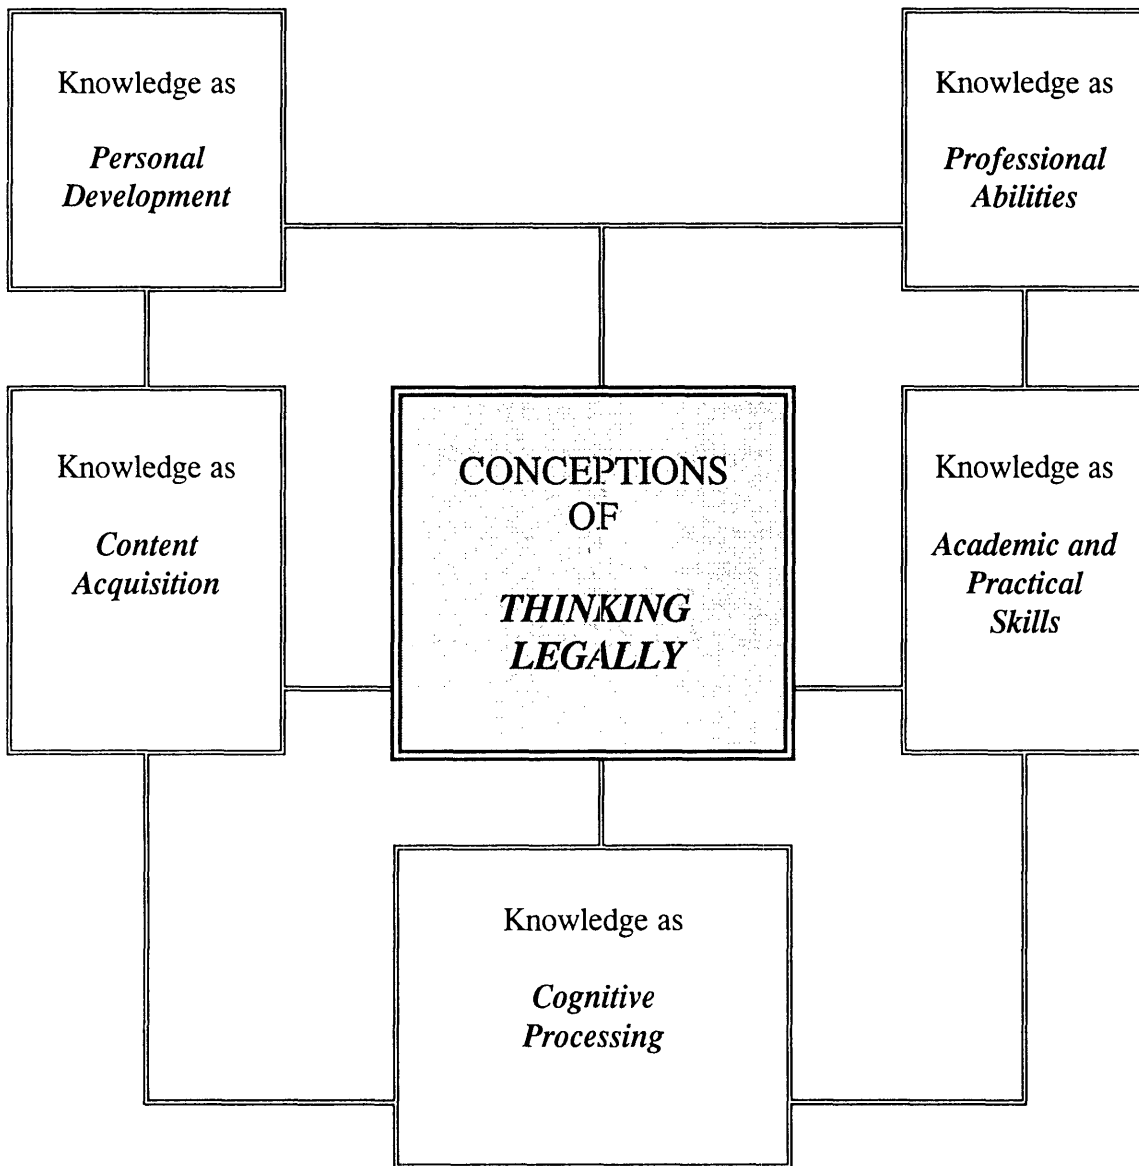 Knowledge as
Personal
Development
Knowledge as
Professional
Abilities
Knowledge as
Content
Acquisition
CONCEPTIONS
OF
THINKING
LEGALLY
Knowledge as
Academic and
Practical
Skills
Knowledge as
Cognitive
Processing